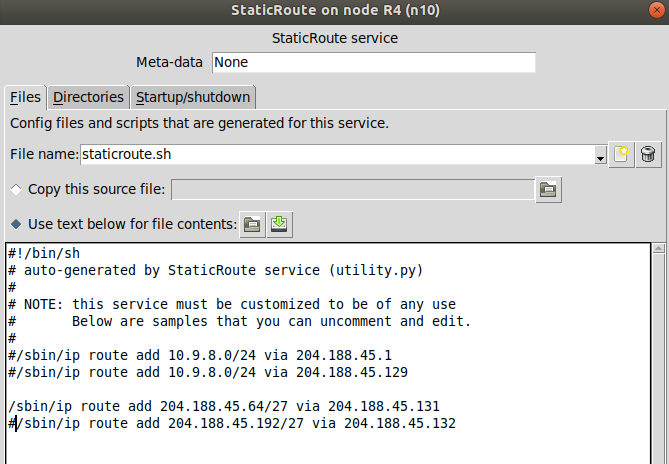 StaticRoute on node R4 (n10)
StaticRoute service
Meta-data None
Files Directories Startup/shutdown
Config files and scripts that are generated for this service.
File name: staticroute.sh
Copy this source file:
Use text below for file contents:
#!/bin/sh
# auto-generated by StaticRoute service (utility.py)
#
# NOTE: this service must be customized to be of any use
#       Below are samples that you can uncomment and edit.
#
#/sbin/ip route add 10.9.8.0/24 via 204.188.45.1
#/sbin/ip route add 10.9.8.0/24 via 204.188.45.129
/sbin/ip route add 204.188.45.64/27 via 204.188.45.131
#/sbin/ip route add 204.188.45.192/27 via 204.188.45.132